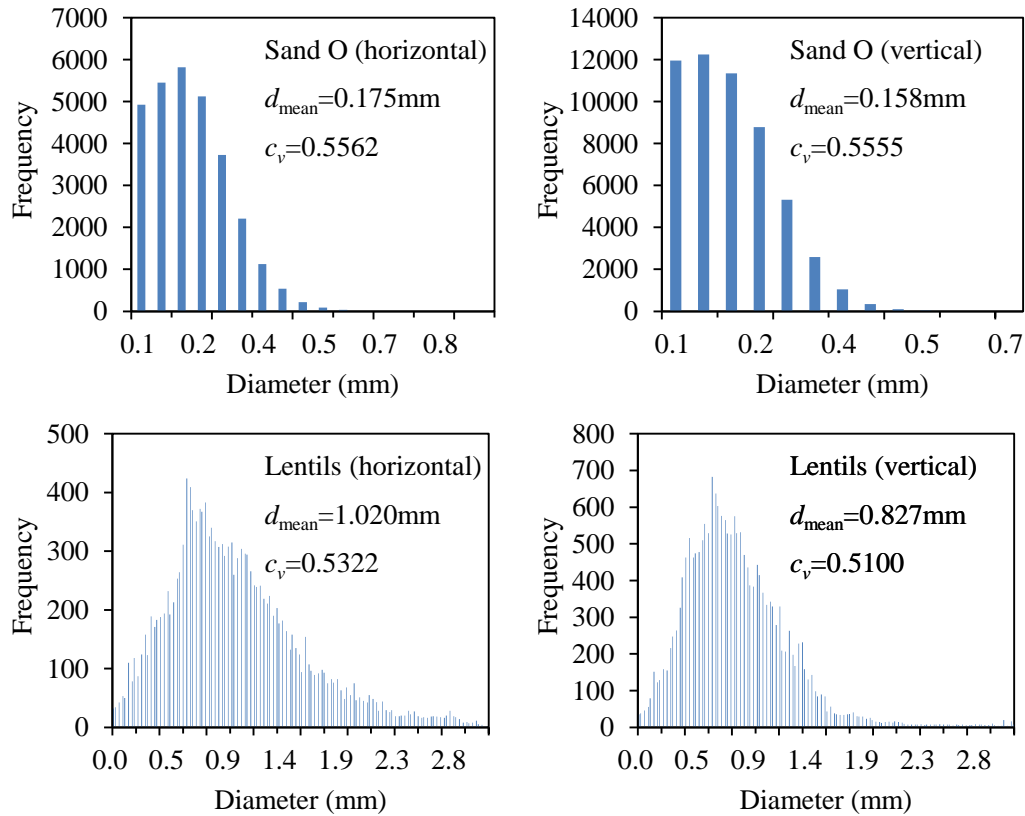 7000
6000
5000
4000
3000
2000
1000
0
Frequency
Sand O (horizontal)
dmean=0.175mm
cv=0.5562
0.1 0.2 0.4 0.5 0.7 0.8
Diameter (mm)
14000
12000
10000
8000
6000
4000
2000
0
Frequency
Sand O (vertical)
dmean=0.158mm
cv=0.5555
0.1 0.2 0.4 0.5 0.7
Diameter (mm)
500
400
300
200
100
0
Frequency
Lentils (horizontal)
dmean=1.020mm
cv=0.5322
0.0 0.5 0.9 1.4 1.9 2.3 2.8
Diameter (mm)
800
700
600
500
400
300
200
100
0
Frequency
Lentils (vertical)
dmean=0.827mm
cv=0.5100
0.0 0.5 0.9 1.4 1.9 2.3 2.8
Diameter (mm)